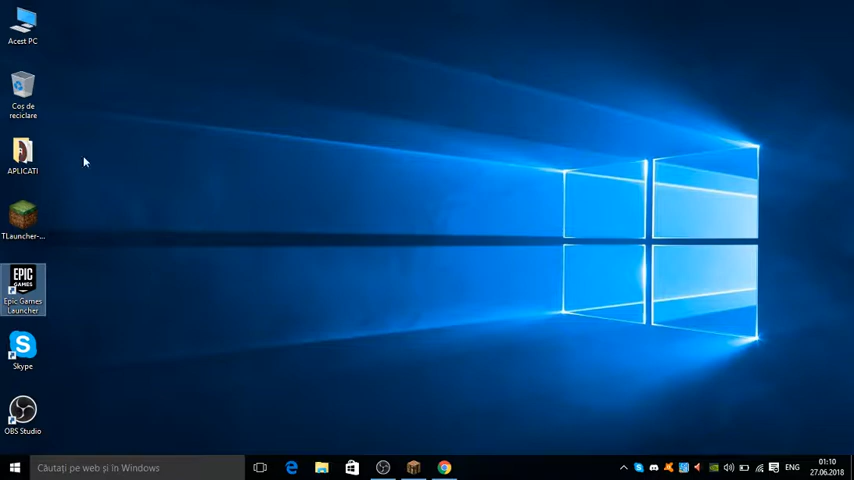 Acest PC
Coș de
reciclare
APLICATI
TLauncher-...
EPIC
GAMES
Epic Games
Launcher
Skype
OBS Studio
Căutați pe web și în Windows
ENG
01:10
27.06.2018